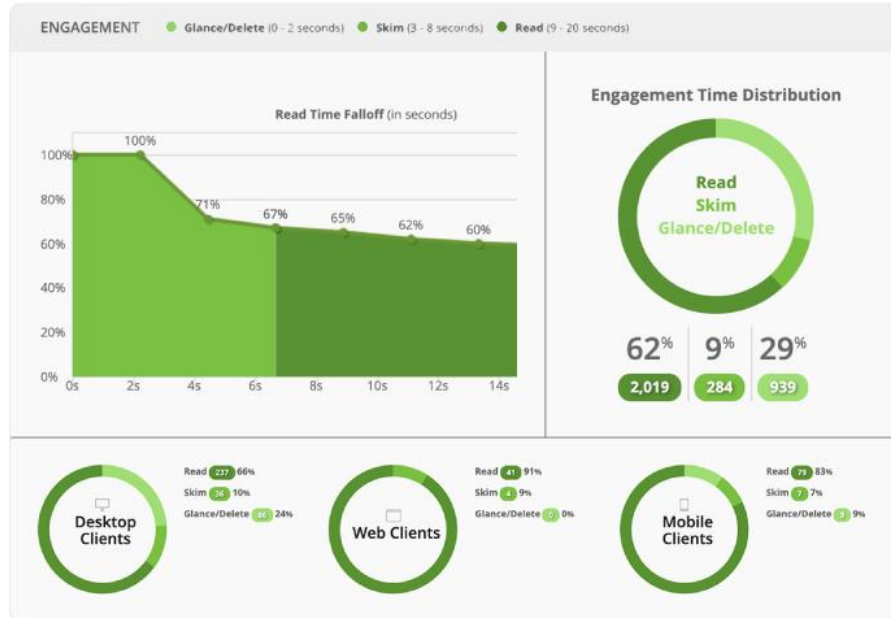 ENGAGEMENT Glance/Delete (0 - 2 seconds) Skim (3 - 8 seconds) Read (9 - 20 seconds)
Read Time Falloff (in seconds)
100%
80%
60%
40%
20%
0%
100%
71%
67%
65%
62%
60%
0s 2s 4s 6s 8s 10s 12s 14s
Engagement Time Distribution
Read
Skim
Glance/Delete
62% 9% 29%
2,019 284 939
Desktop
Clients
Read 237 66%
Skim 36 10%
Glance/Delete 86 24%
Web Clients
Read 41 91%
Skim 4 9%
Glance/Delete 0 0%
Mobile
Clients
Read 79 83%
Skim 7 7%
Glance/Delete 9 9%